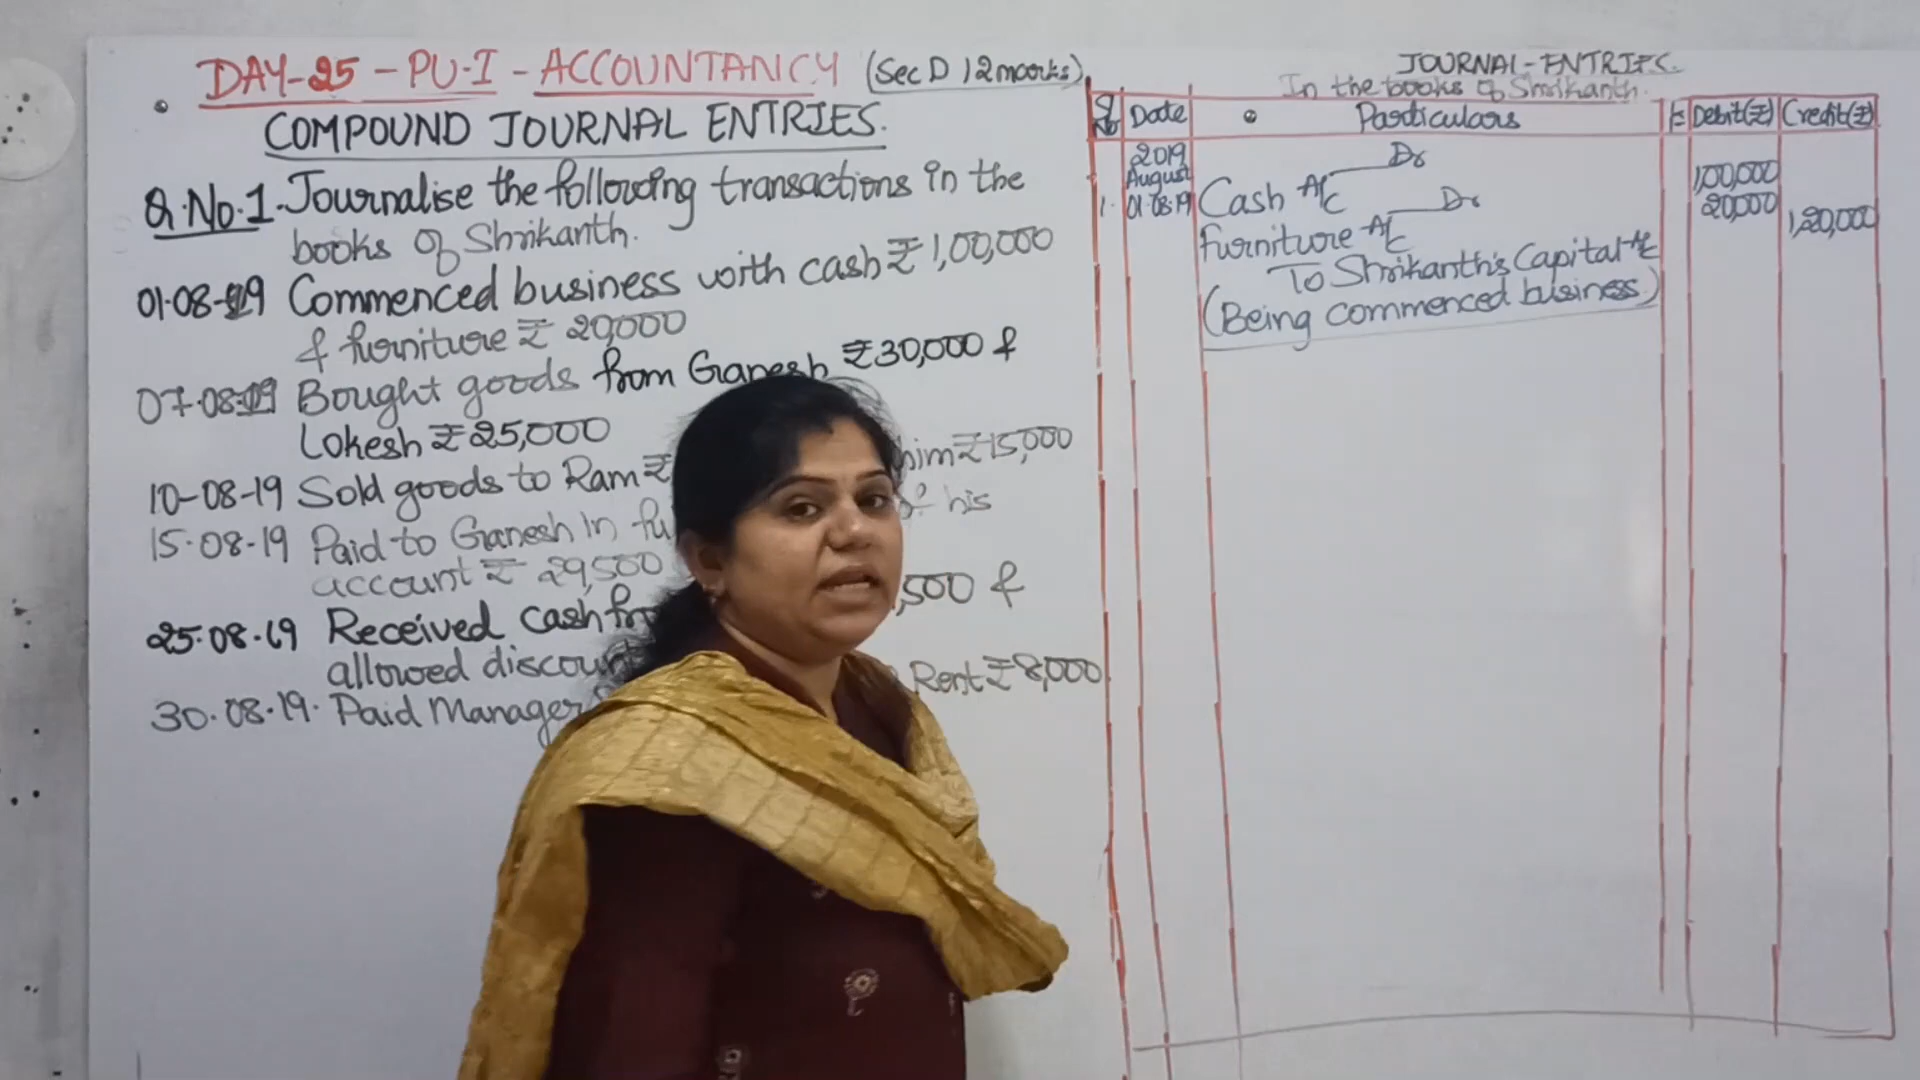 DAY-25 - PU-I - ACCOUNTANCY (Sec D 12 marks)
COMPOUND JOURNAL ENTRIES.
Q.No.1. Journalise the following transactions in the
books of Shrikanth.
01-08-19 Commenced business with cash ₹ 1,00,000
& furniture ₹ 20,000
07-08-19 Bought goods from Ganesh ₹30,000 &
Lokesh ₹ 25,000
10-08-19 Sold goods to Ram ₹ him ₹15,000
15-08-19 Paid to Ganesh in fu of his
account ₹ 29,500
25.08.19 Received cash ,500 &
allowed discoun
30.08.19. Paid Manager Rent ₹ 8,000
JOURNAL-ENTRIES.
In the books of Shrikanth.
Sl No Date Particulars Debit(₹) Credit(₹)
2019
August
1. 01-08-19 Cash A/c Dr 1,00,000
Furniture A/c Dr 20,000
To Shrikanth's Capital A/c 1,20,000
(Being commenced business)